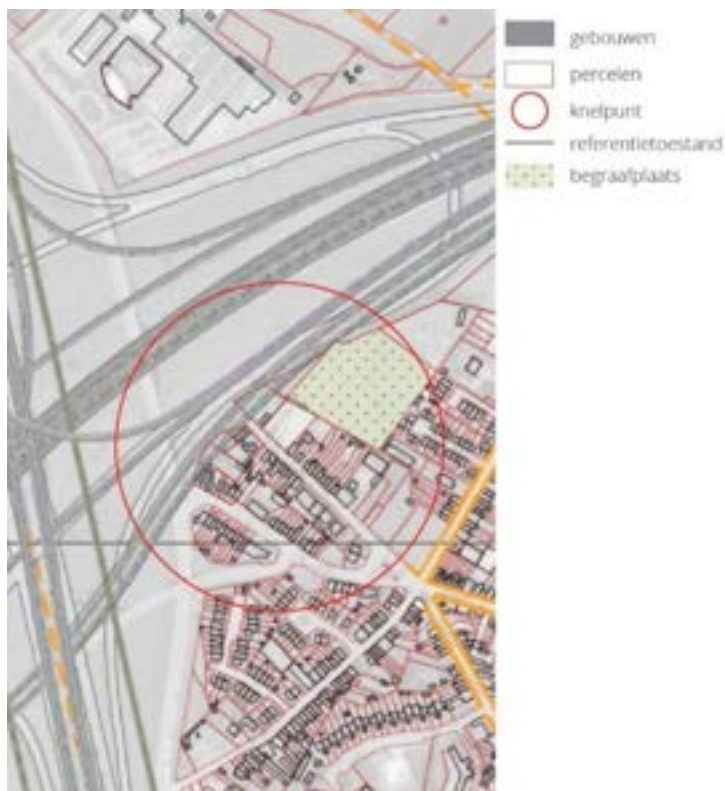 gebouwen
percelen
knelpunt
referentietoestand
begraafplaats